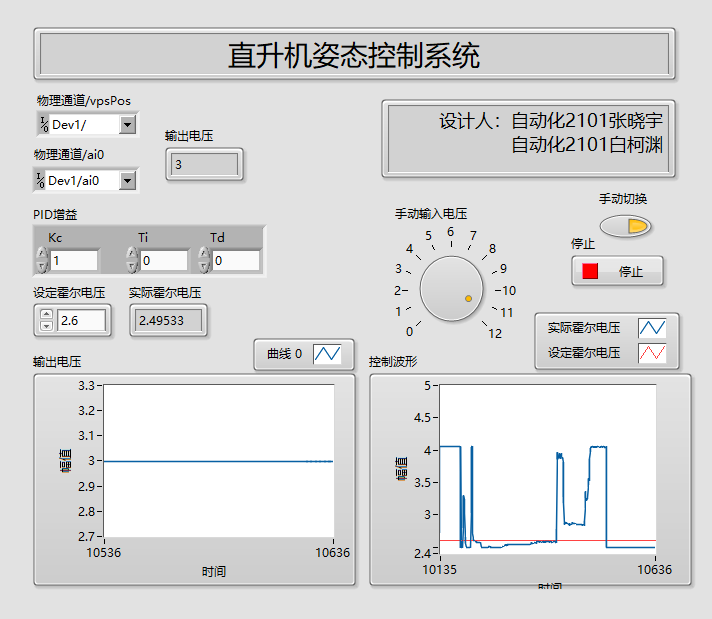 直升机姿态控制系统
物理通道/vpsPos
Dev1/
物理通道/ai0
Dev1/ai0
输出电压
3
设计人：自动化2101张晓宇
自动化2101白柯渊
PID增益
Kc
Ti
Td
1
0
0
设定霍尔电压
实际霍尔电压
2.6
2.49533
手动输入电压
0
1
2
3
4
5
6
7
8
9
10
11
12
手动切换
停止
停止
输出电压
曲线 0
3.3
3.2
3.1
3
2.9
2.8
2.7
幅值
10536
10636
时间
控制波形
实际霍尔电压
设定霍尔电压
5
4.5
4
3.5
3
2.4
幅值
10135
10636
时间